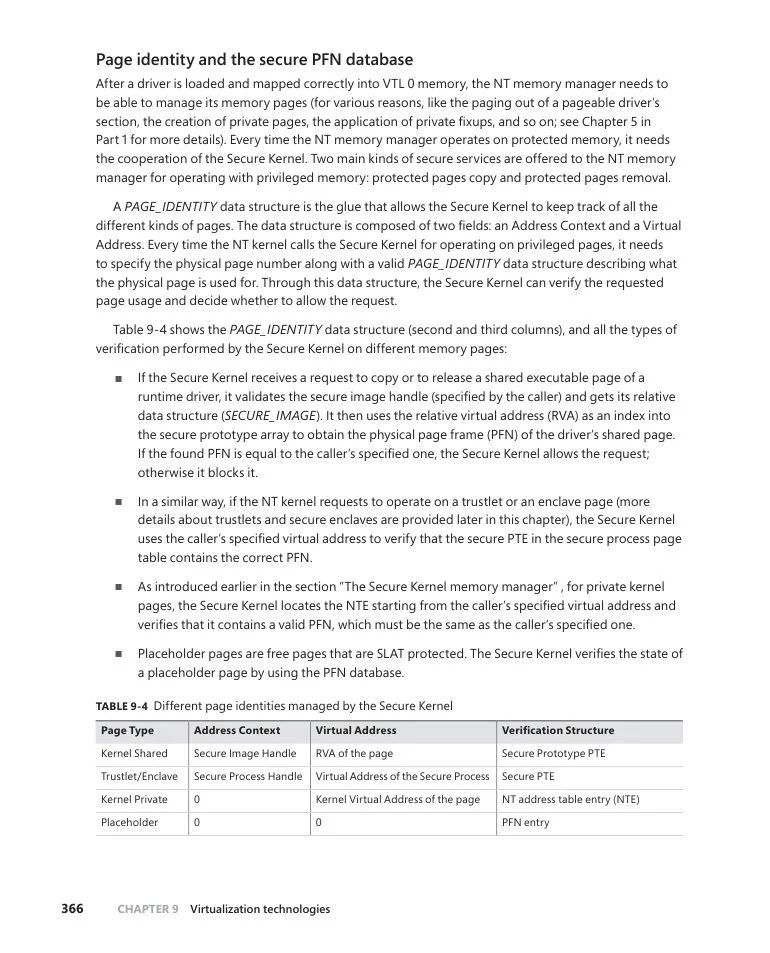 Page identity and the secure PFN database
After a driver is loaded and mapped correctly into VTL 0 memory, the NT memory manager needs to
be able to manage its memory pages (for various reasons, like the paging out of a pageable driver's
section, the creation of private pages, the application of private fixups, and so on; see Chapter 5 in
Part 1 for more details). Every time the NT memory manager operates on protected memory, it needs
the cooperation of the Secure Kernel. Two main kinds of secure services are offered to the NT memory
manager for operating with privileged memory: protected pages copy and protected pages removal.
A PAGE_IDENTITY data structure is the glue that allows the Secure Kernel to keep track of all the
different kinds of pages. The data structure is composed of two fields: an Address Context and a Virtual
Address. Every time the NT kernel calls the Secure Kernel for operating on privileged pages, it needs
to specify the physical page number along with a valid PAGE_IDENTITY data structure describing what
the physical page is used for. Through this data structure, the Secure Kernel can verify the requested
page usage and decide whether to allow the request.
Table 9-4 shows the PAGE_IDENTITY data structure (second and third columns), and all the types of
verification performed by the Secure Kernel on different memory pages:
■ If the Secure Kernel receives a request to copy or to release a shared executable page of a
runtime driver, it validates the secure image handle (specified by the caller) and gets its relative
data structure (SECURE_IMAGE). It then uses the relative virtual address (RVA) as an index into
the secure prototype array to obtain the physical page frame (PFN) of the driver's shared page.
If the found PFN is equal to the caller's specified one, the Secure Kernel allows the request;
otherwise it blocks it.
■ In a similar way, if the NT kernel requests to operate on a trustlet or an enclave page (more
details about trustlets and secure enclaves are provided later in this chapter), the Secure Kernel
uses the caller's specified virtual address to verify that the secure PTE in the secure process page
table contains the correct PFN.
■ As introduced earlier in the section "The Secure Kernel memory manager" , for private kernel
pages, the Secure Kernel locates the NTE starting from the caller's specified virtual address and
verifies that it contains a valid PFN, which must be the same as the caller's specified one.
■ Placeholder pages are free pages that are SLAT protected. The Secure Kernel verifies the state of
a placeholder page by using the PFN database.
TABLE 9-4 Different page identities managed by the Secure Kernel
Page Type Address Context Virtual Address Verification Structure
Kernel Shared Secure Image Handle RVA of the page Secure Prototype PTE
Trustlet/Enclave Secure Process Handle Virtual Address of the Secure Process Secure PTE
Kernel Private 0 Kernel Virtual Address of the page NT address table entry (NTE)
Placeholder 0 0 PFN entry
366 CHAPTER 9 Virtualization technologies